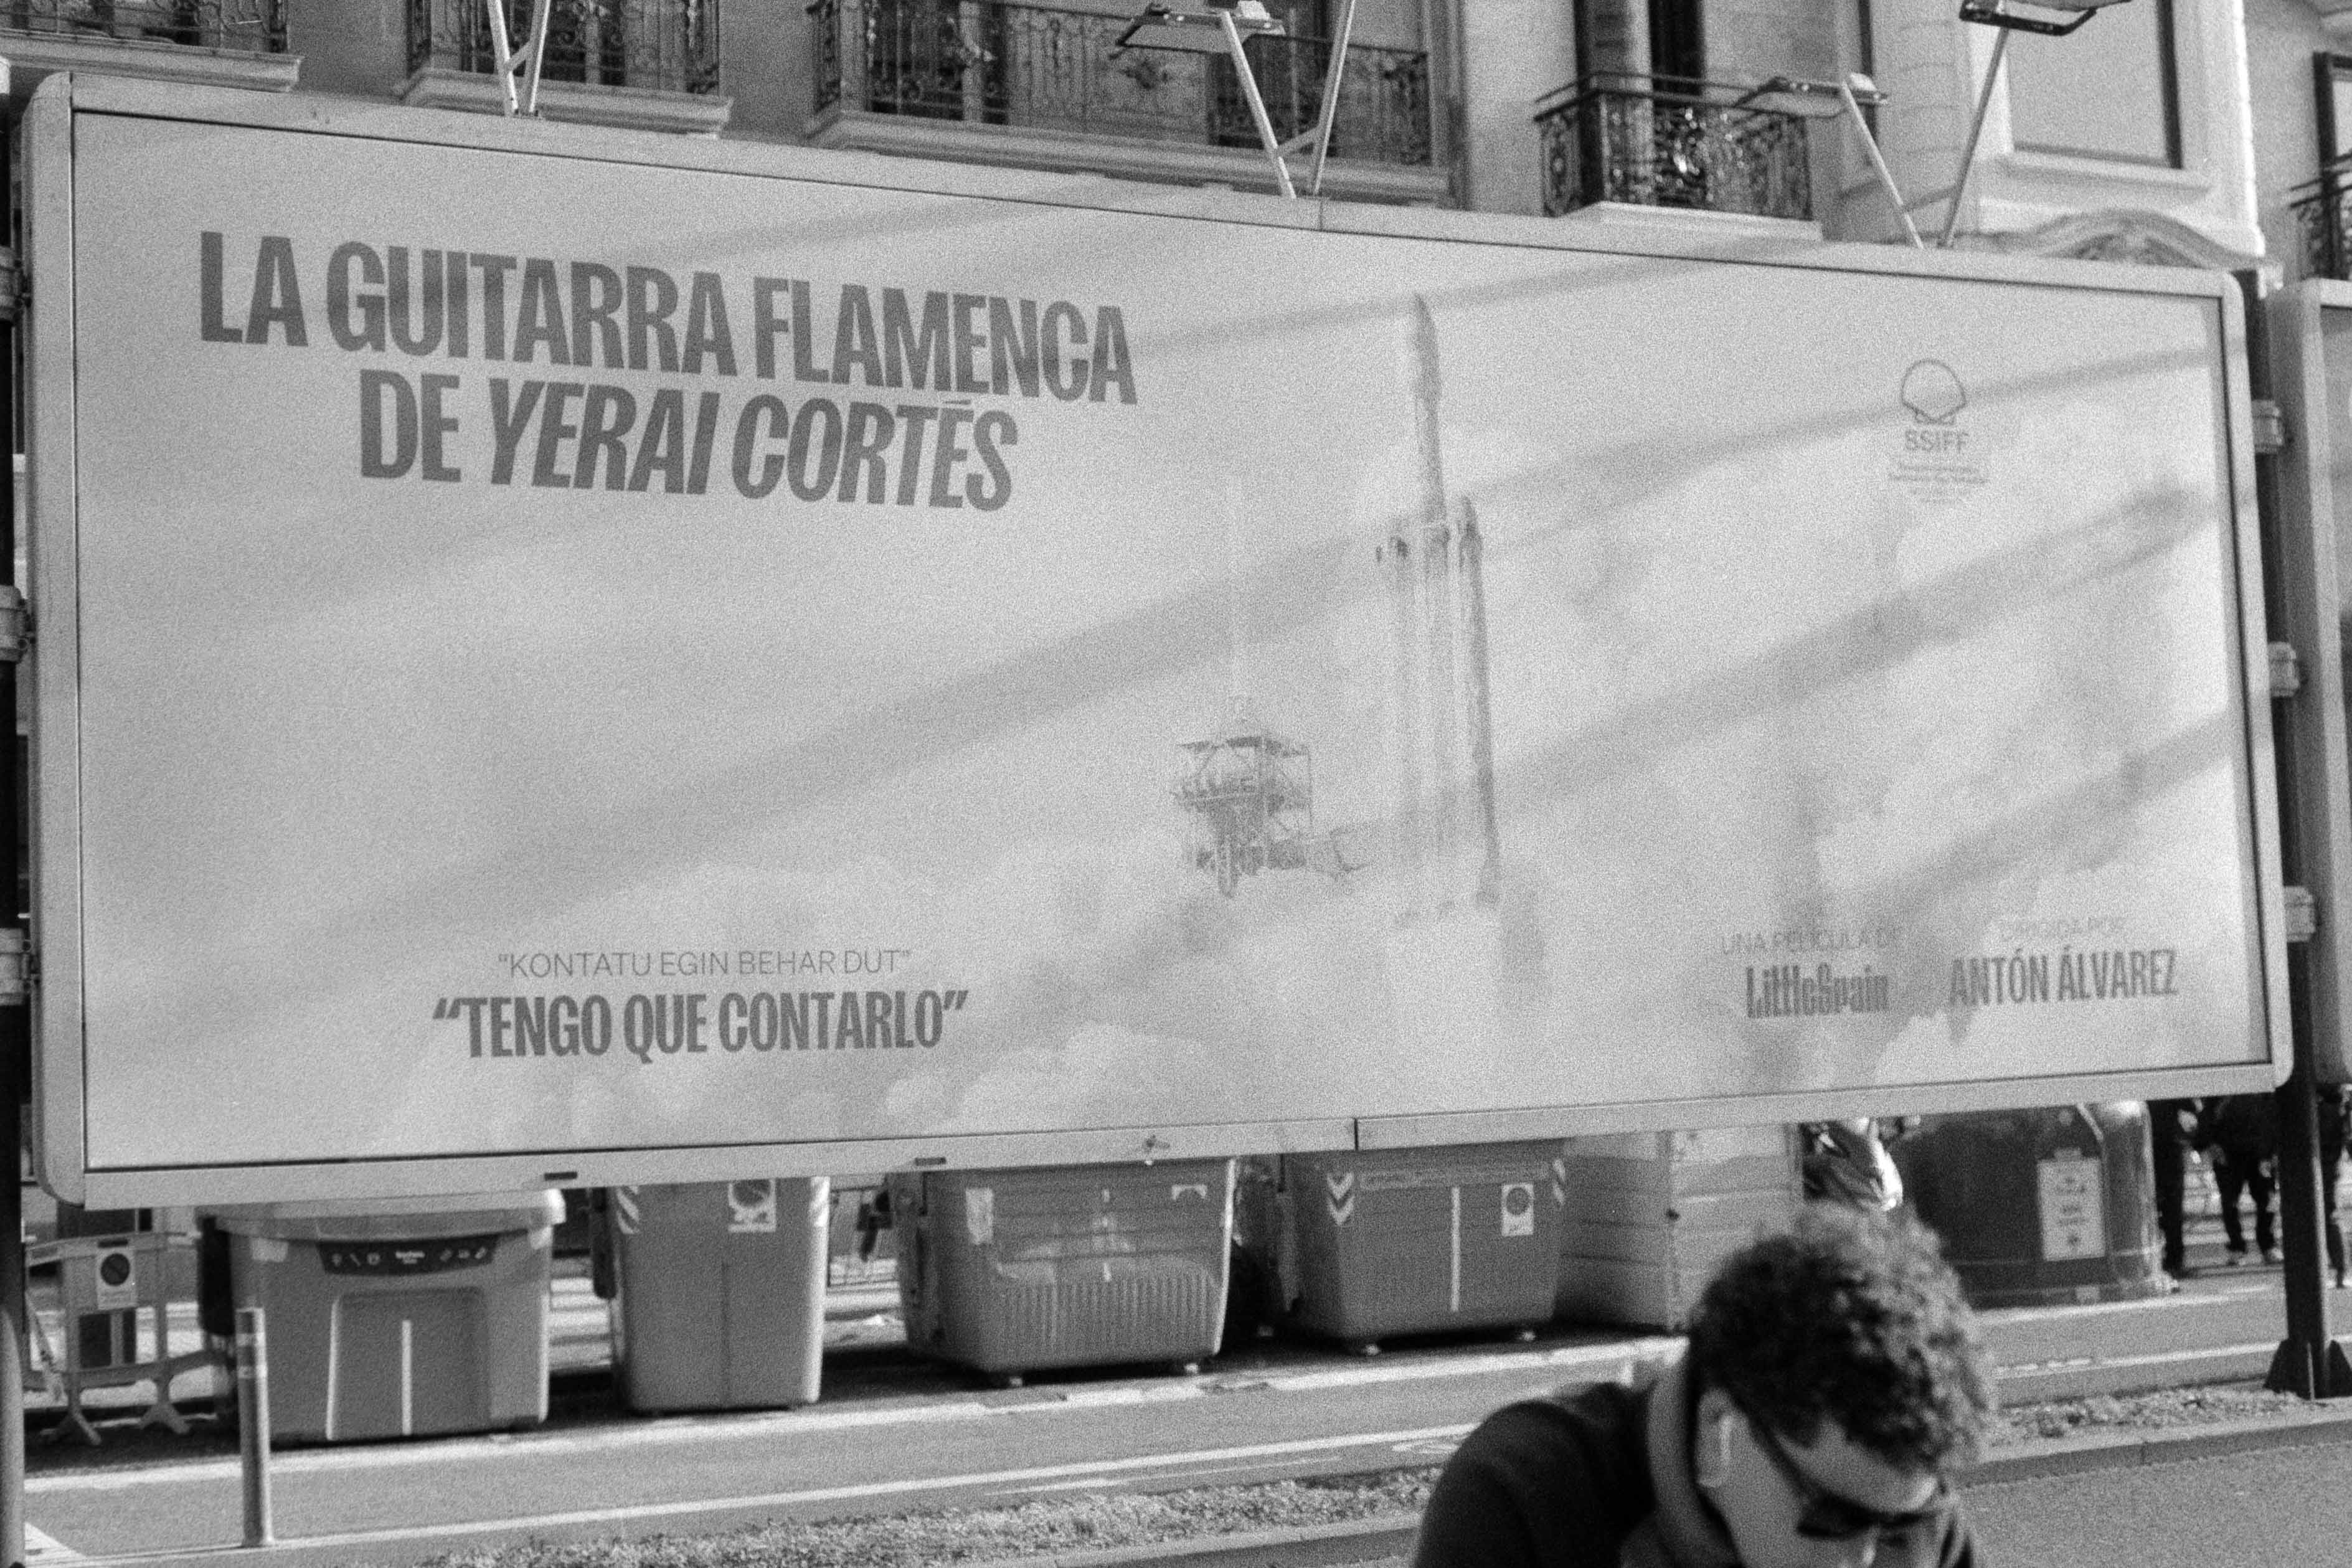 LA GUITARRA FLAMENCA
DE YERAI CORTÉS
SSIFF
"KONTATU EGIN BEHAR DUT"
"TENGO QUE CONTARLO"
UNA PELÍCULA DE
LittleSpain
DIRIGIDA POR
ANTÓN ÁLVAREZ